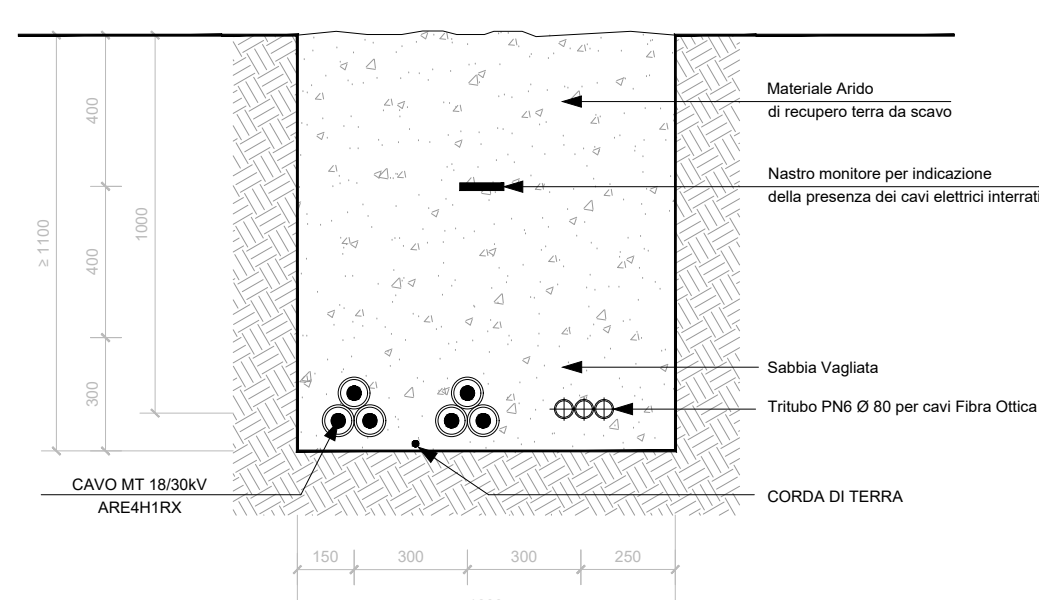 400
Materiale Arido
di recupero terra da scavo
Nastro monitore per indicazione
della presenza dei cavi elettrici interrati
1000
≥ 1100
400
Sabbia Vagliata
300
Tritubo PN6 Ø 80 per cavi Fibra Ottica
CAVO MT 18/30kV
ARE4H1RX
CORDA DI TERRA
150
300
300
250